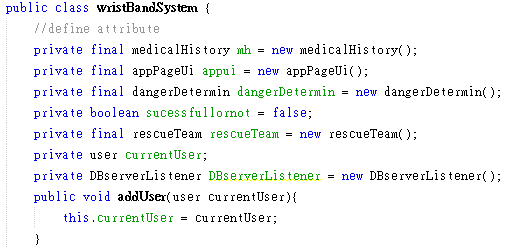 public class wristBandSystem {
//define attribute
private final medicalHistory mh = new medicalHistory();
private final appPageUi appui = new appPageUi();
private final dangerDetermin dangerDetermin = new dangerDetermin();
private boolean sucessfullornot = false;
private final rescueTeam rescueTeam = new rescueTeam();
private user currentUser;
private DBserverListener DBserverListener = new DBserverListener();
public void addUser(user currentUser){
this.currentUser = currentUser;
}